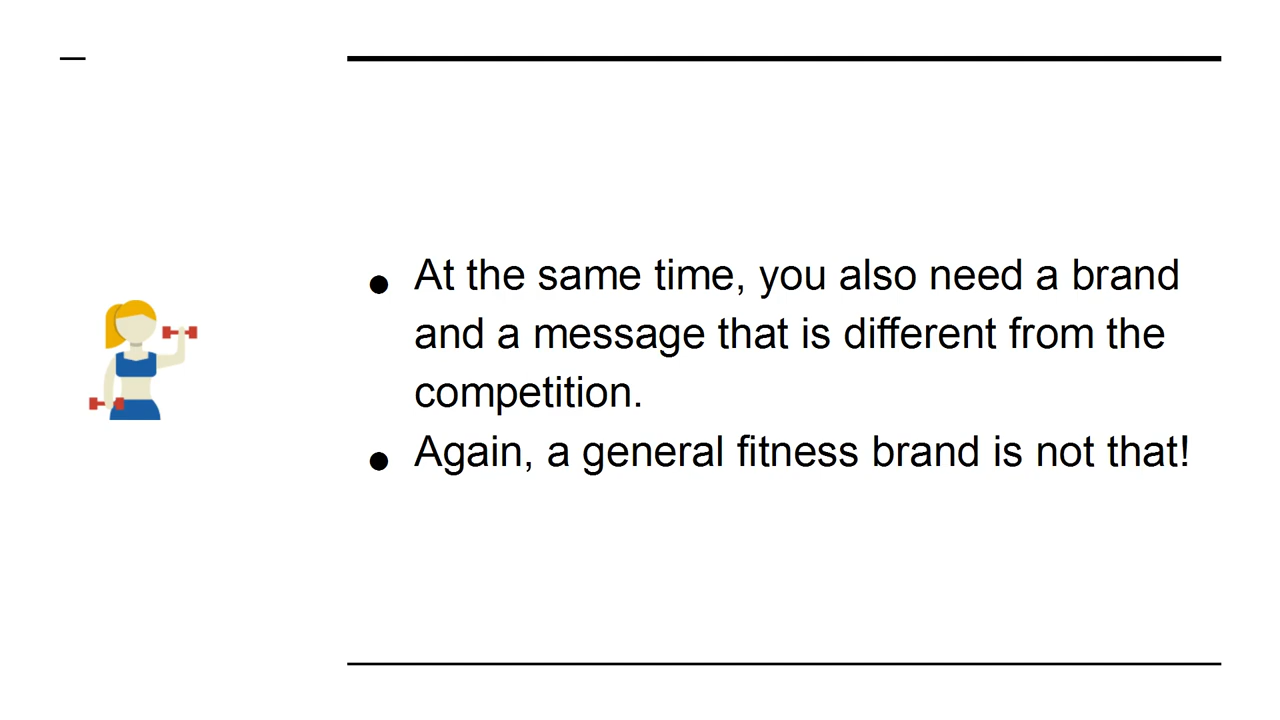 ● At the same time, you also need a brand
and a message that is different from the
competition.
● Again, a general fitness brand is not that!